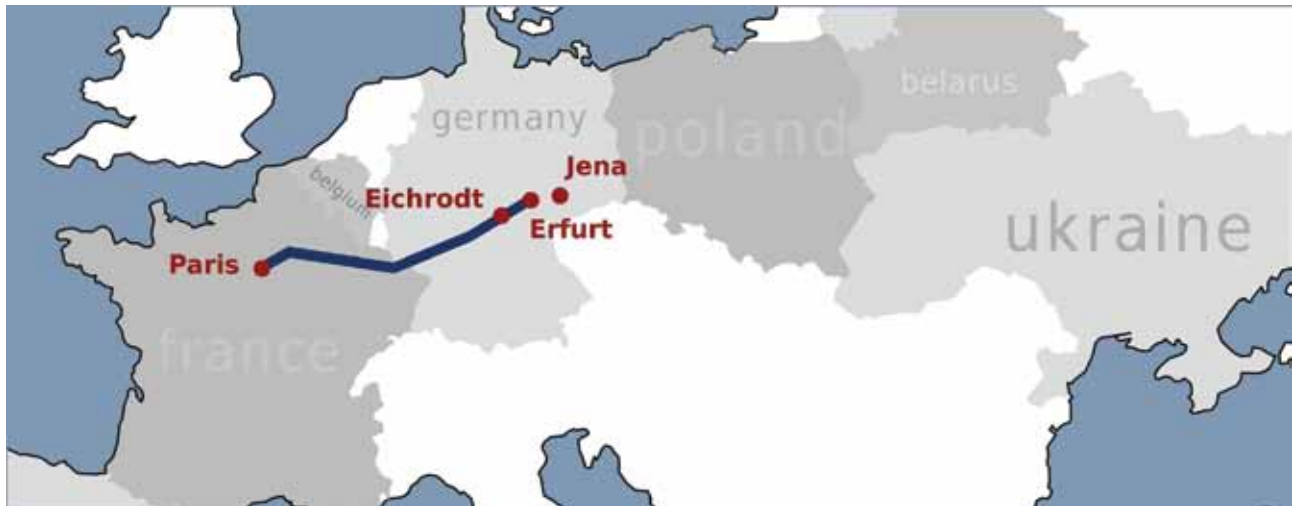 belarus
germany
poland
Jena
belgium
Eichrodt
Erfurt
ukraine
Paris
france